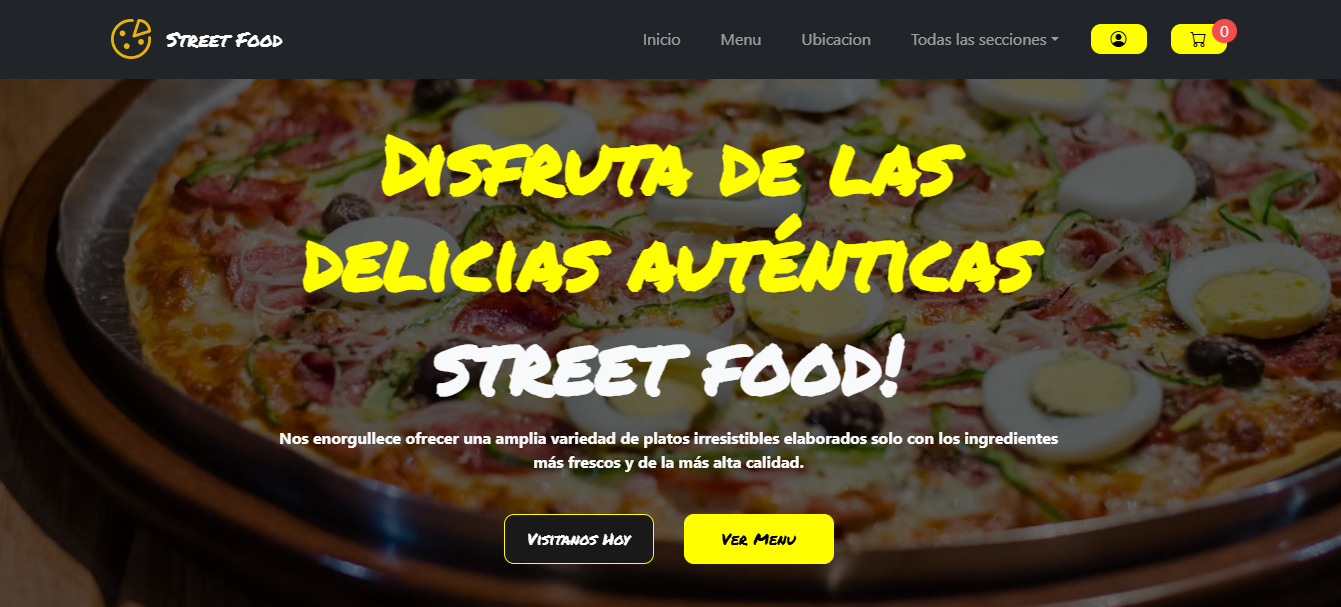 Street Food
Inicio
Menu
Ubicacion
Todas las secciones
0
Disfruta de las
delicias auténticas
street food!
Nos enorgullece ofrecer una amplia variedad de platos irresistibles elaborados solo con los ingredientes
más frescos y de la más alta calidad.
Visitanos Hoy
Ver Menu